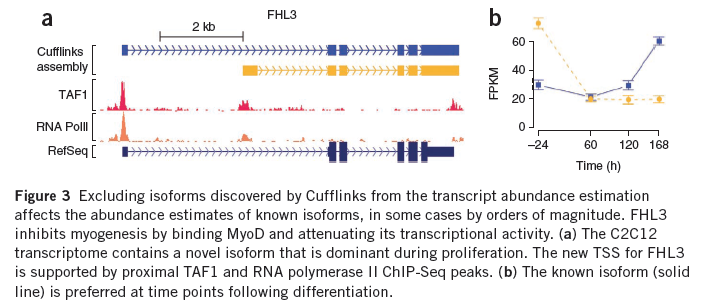 a
FHL3
2 kb
Cufflinks
assembly
TAF1
RNA PolII
RefSeq
b
FPKM
60
40
20
0
–24
60
120
168
Time (h)
Figure 3 Excluding isoforms discovered by Cufflinks from the transcript abundance estimation
affects the abundance estimates of known isoforms, in some cases by orders of magnitude. FHL3
inhibits myogenesis by binding MyoD and attenuating its transcriptional activity. (a) The C2C12
transcriptome contains a novel isoform that is dominant during proliferation. The new TSS for FHL3
is supported by proximal TAF1 and RNA polymerase II ChIP-Seq peaks. (b) The known isoform (solid
line) is preferred at time points following differentiation.